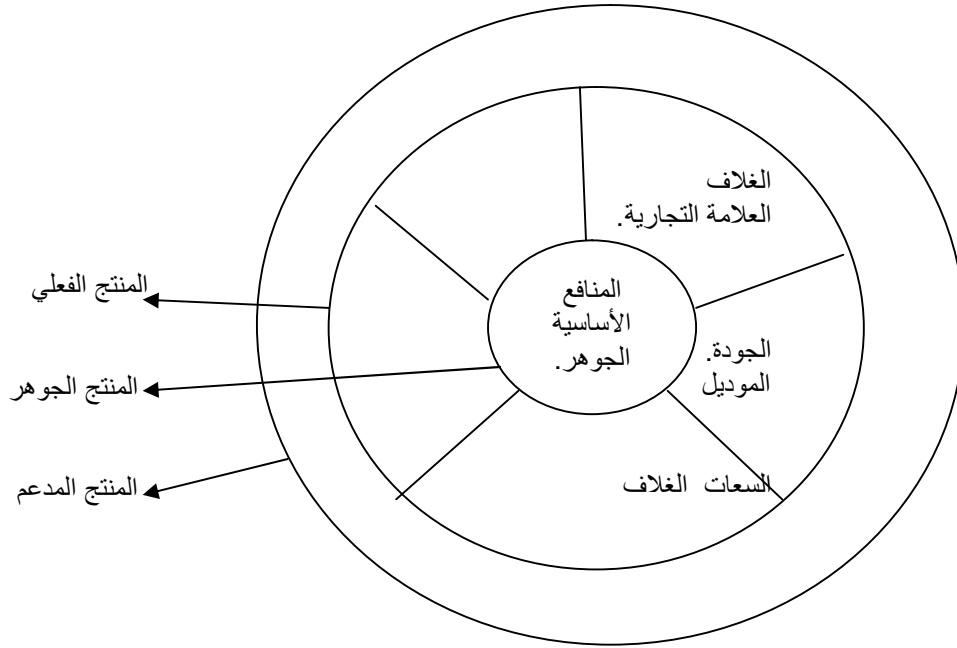 الغلاف
العلامة التجارية.
المنافع
الأساسية
الجوهر.
الجودة.
الموديل
السعات الغلاف
المنتج الفعلي
المنتج الجوهر
المنتج المدعم